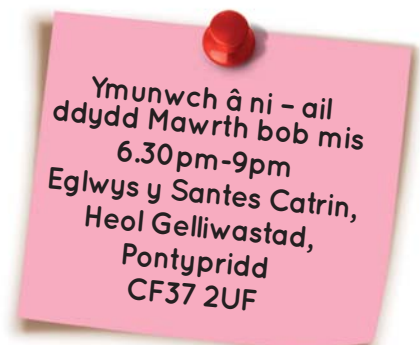 Ymunwch â ni – ail
ddydd Mawrth bob mis
6.30pm-9pm
Eglwys y Santes Catrin,
Heol Gelliwastad,
Pontypridd
CF37 2UF